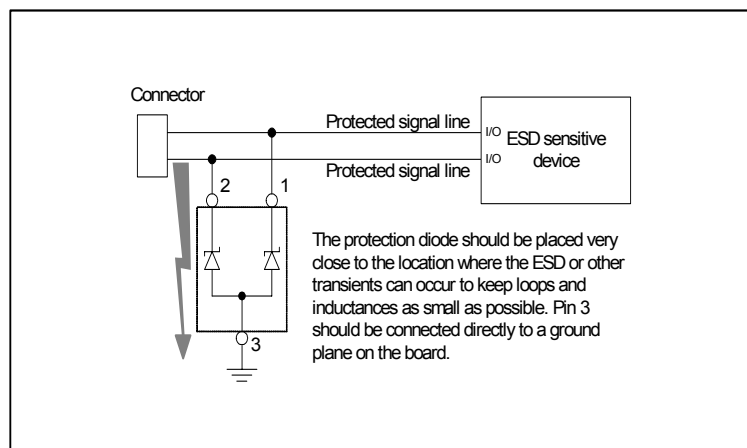 Connector
Protected signal line
I/O
ESD sensitive
device
I/O
Protected signal line
2
1
The protection diode should be placed very
close to the location where the ESD or other
transients can occur to keep loops and
inductances as small as possible. Pin 3
should be connected directly to a ground
plane on the board.
3